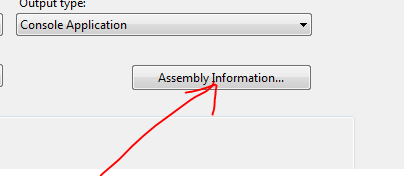 Output type:
Console Application
Assembly Information...